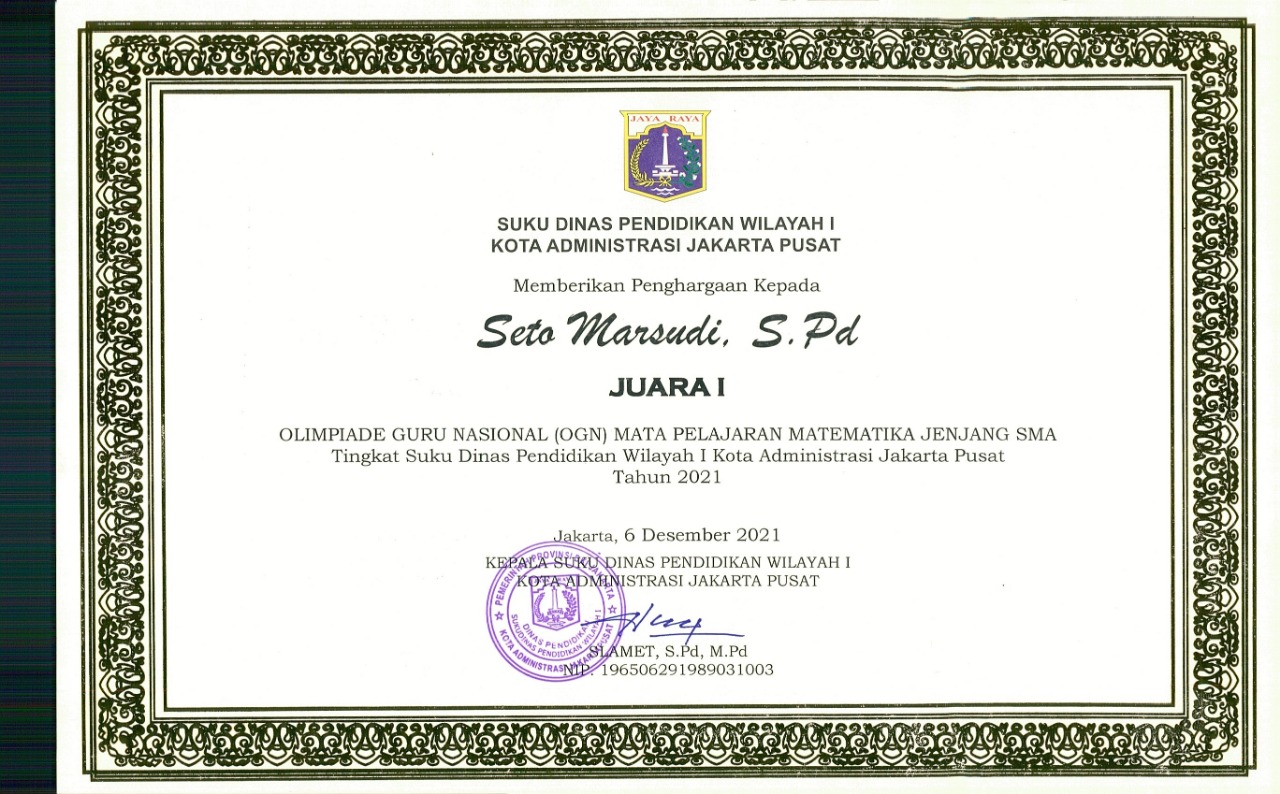 JAYA RAYA
SUKU DINAS PENDIDIKAN WILAYAH I
KOTA ADMINISTRASI JAKARTA PUSAT
Memberikan Penghargaan Kepada
Seto Marsudi, S.Pd
JUARA I
OLIMPIADE GURU NASIONAL (OGN) MATA PELAJARAN MATEMATIKA JENJANG SMA
Tingkat Suku Dinas Pendidikan Wilayah I Kota Administrasi Jakarta Pusat
Tahun 2021
Jakarta, 6 Desember 2021
KEPALA SUKU DINAS PENDIDIKAN WILAYAH I
KOTA ADMINISTRASI JAKARTA PUSAT
PEMERINTAH PROVINSI DKI JAKARTA
DINAS PENDIDIKAN
SUKU DINAS PENDIDIKAN WILAYAH I
KOTA ADMINISTRASI JAKARTA PUSAT
SLAMET, S.Pd, M.Pd
NIP. 196506291989031003